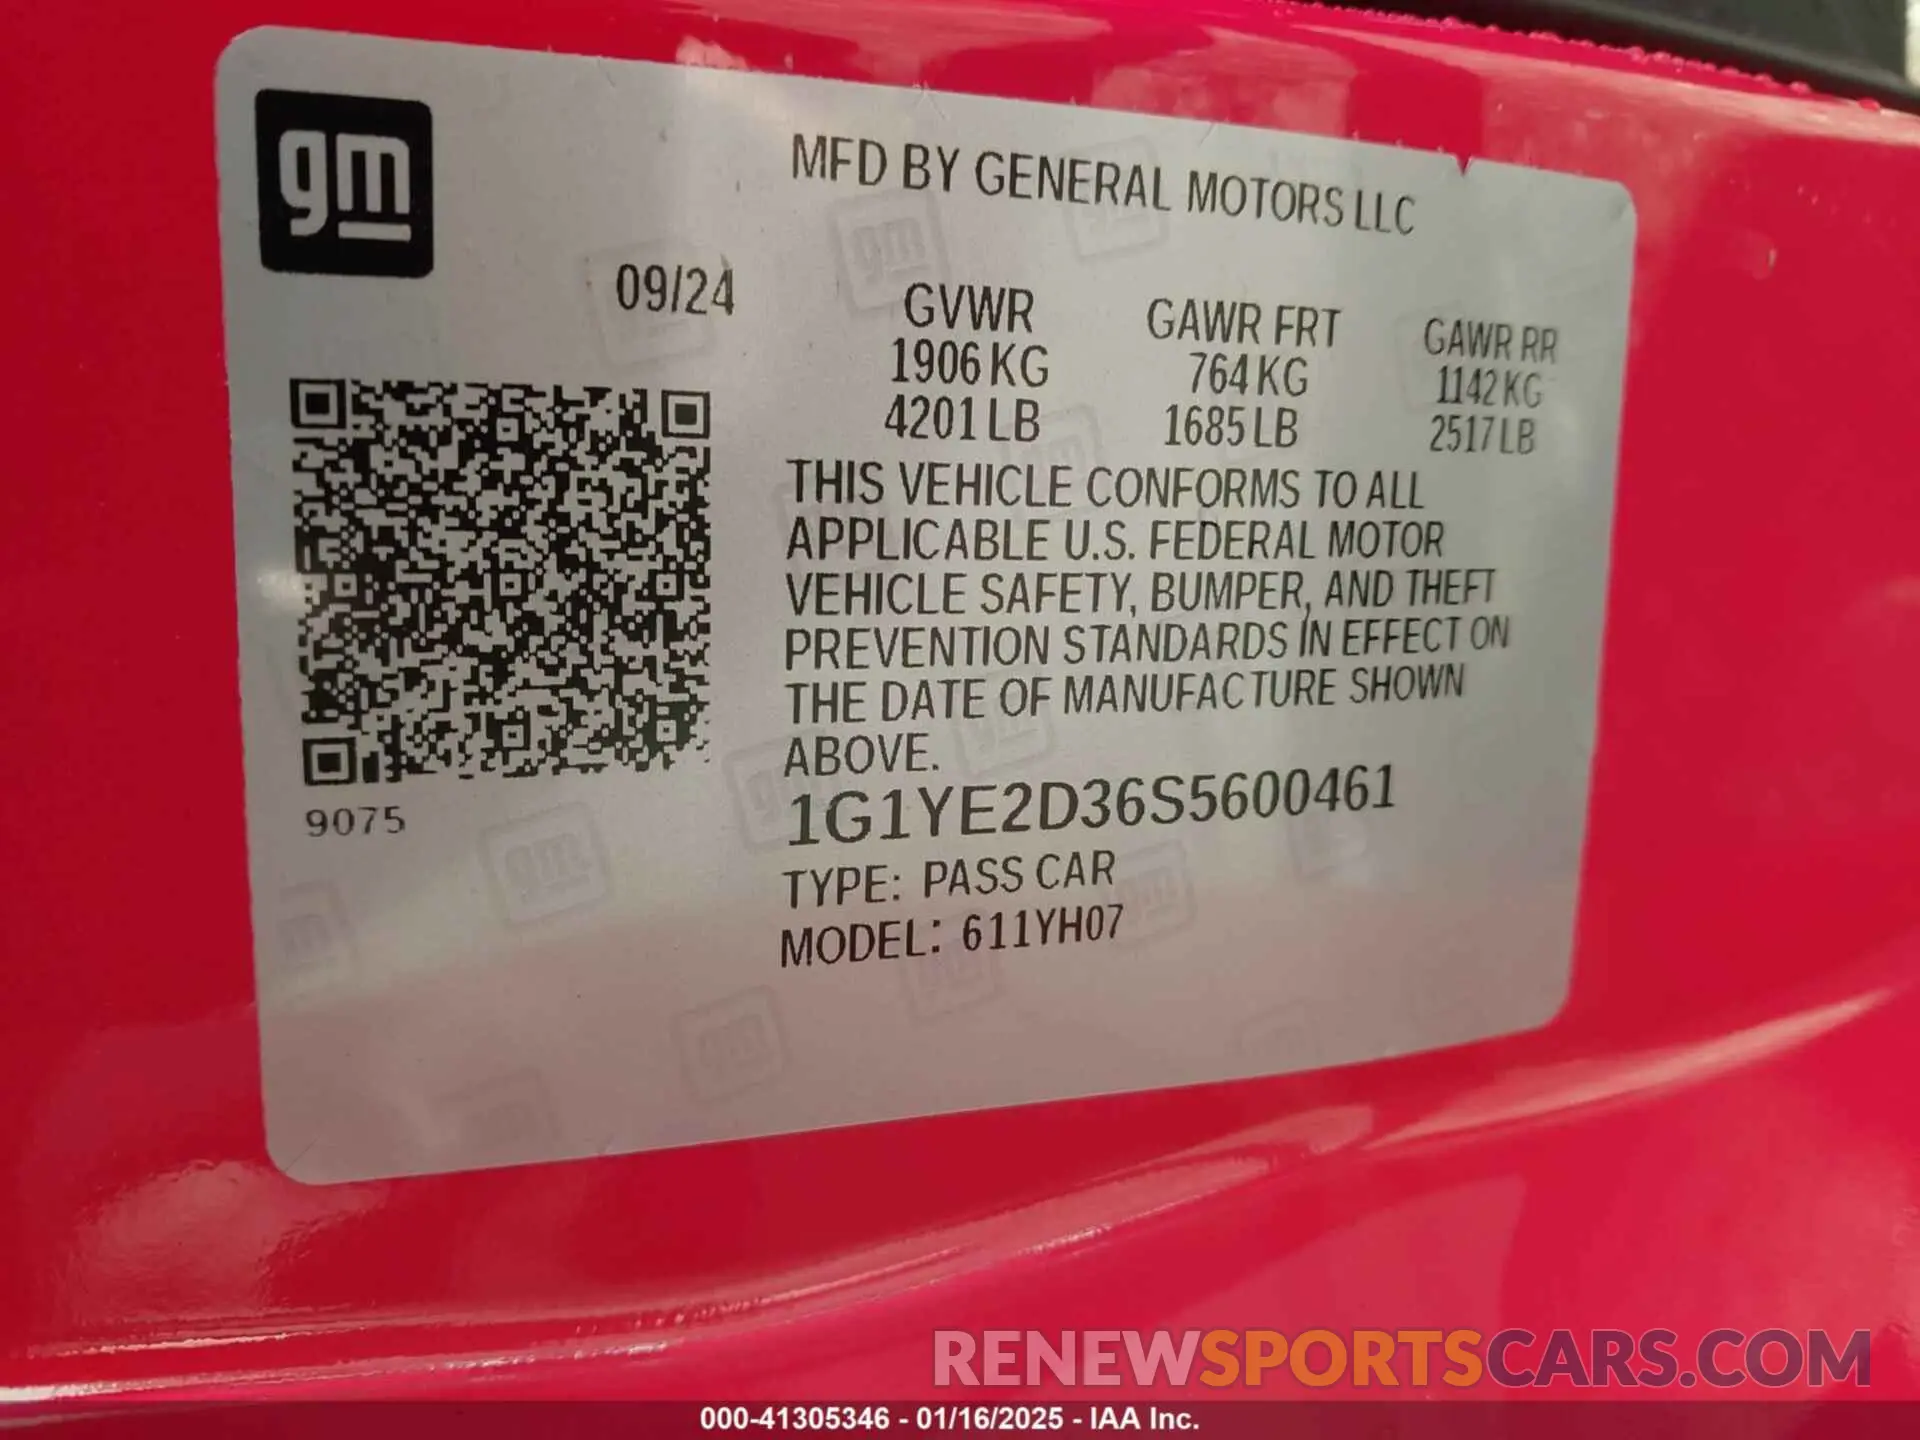 gm
MFD BY GENERAL MOTORS LLC
09/24
GVWR GAWR FRT GAWR RR
1906 KG 764 KG 1142 KG
4201 LB 1685 LB 2517 LB
THIS VEHICLE CONFORMS TO ALL
APPLICABLE U.S. FEDERAL MOTOR
VEHICLE SAFETY, BUMPER, AND THEFT
PREVENTION STANDARDS IN EFFECT ON
THE DATE OF MANUFACTURE SHOWN
ABOVE.
9075
1G1YE2D36S5600461
TYPE: PASS CAR
MODEL: 611YH07
RENEWSPORTSCARS.COM
000-41305346 - 01/16/2025 - IAA Inc.